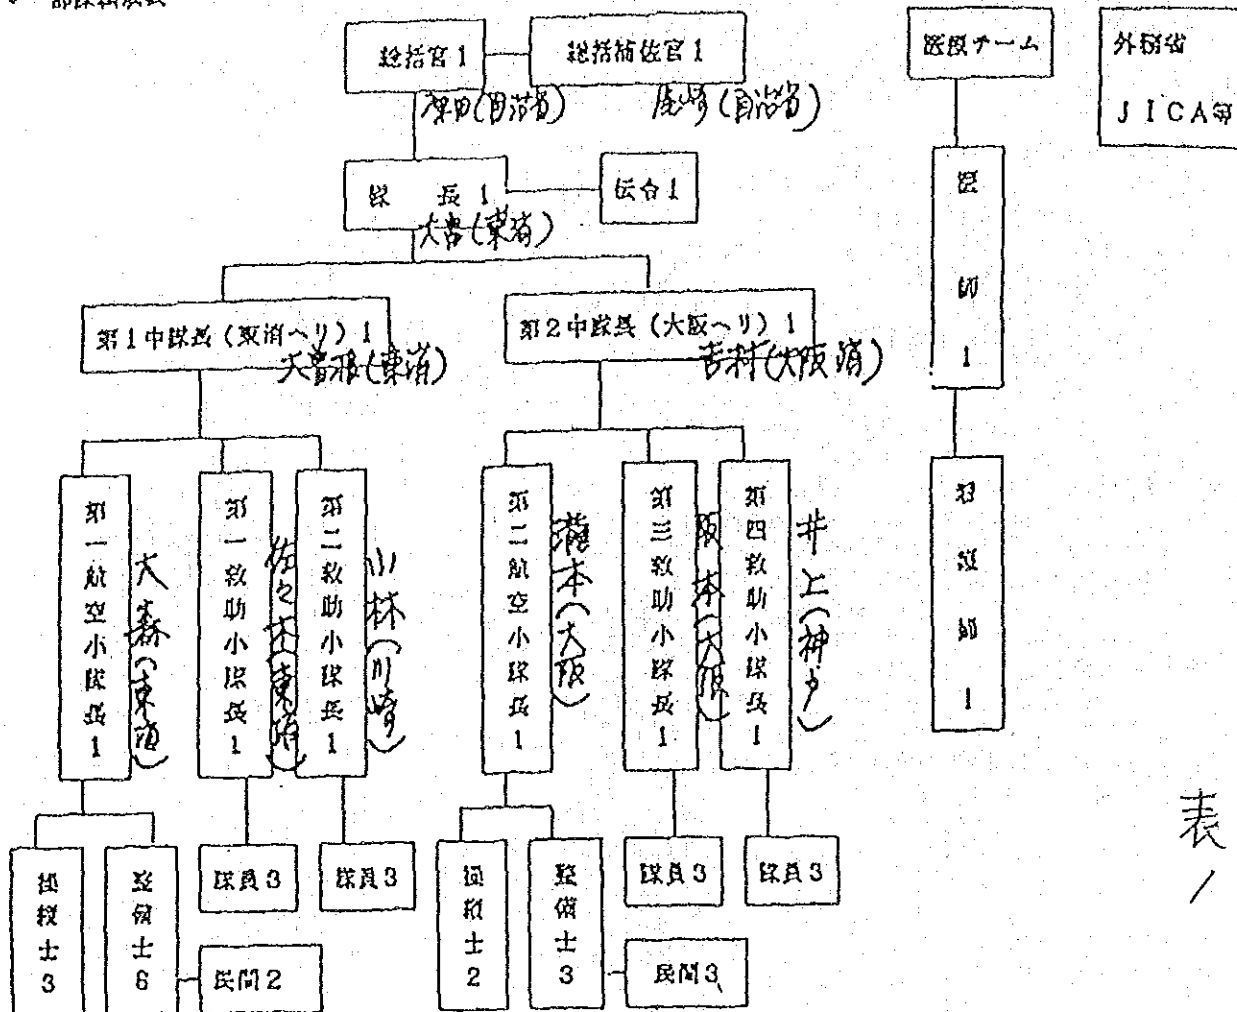 部隊編成表
総括官1
総括補佐官1
医療チーム
外務省
JICA等
(自治省)
尾崎(自治省)
隊 長 1
伝令1
医師1
大曽(東消)
第1中隊長(東消ヘリ)1
第2中隊長(大阪ヘリ)1
大曽根(東消)
吉村(大阪消)
第一航空小隊長1
大森(東消)
第一救助小隊長1
佐々木(東消)
第二救助小隊長1
小林(川崎)
第二航空小隊長1
瀧本(大阪)
第三救助小隊長1
阪本(大阪)
第四救助小隊長1
井上(神戸)
看護師1
操縦士3
整備士6
隊員3
隊員3
操縦士2
整備士3
隊員3
隊員3
民間2
民間3
表1